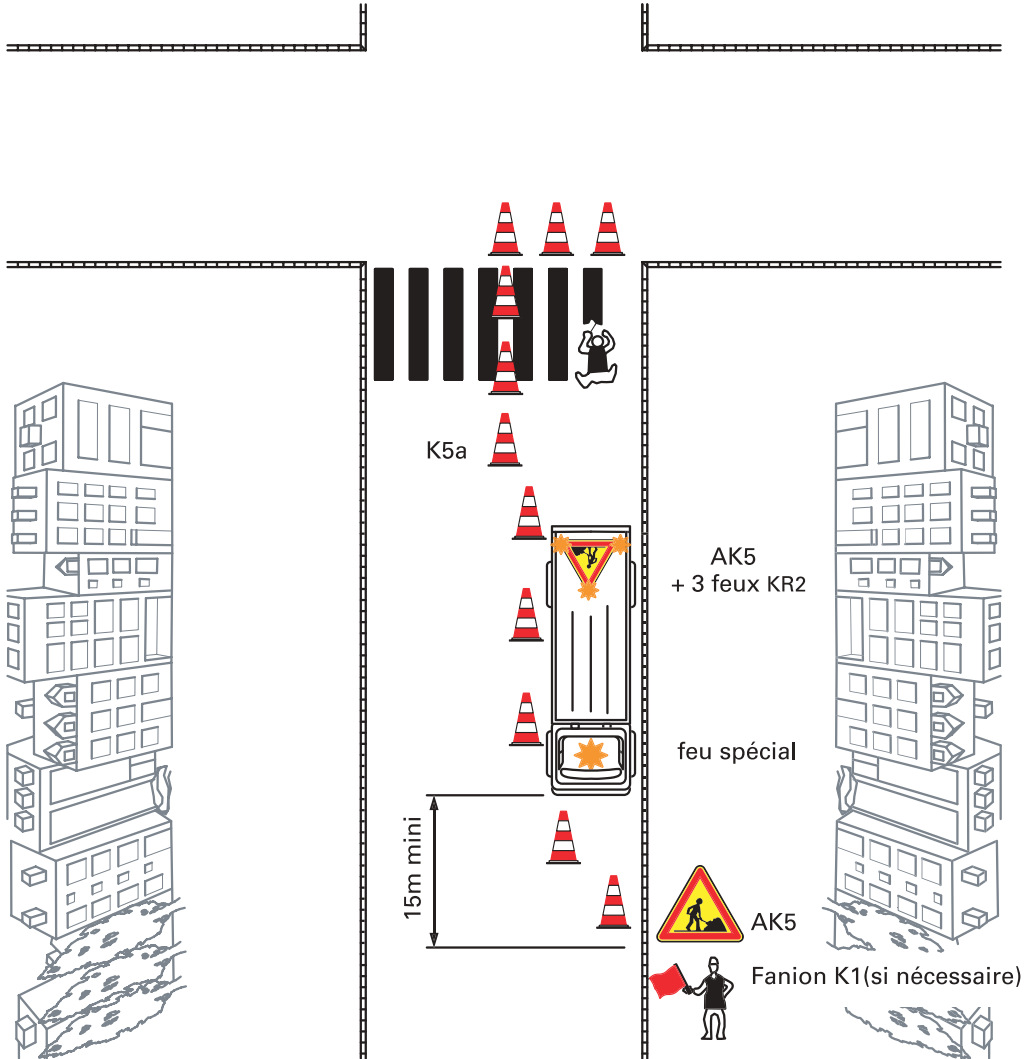 K5a
AK5
+ 3 feux KR2
feu spécial
15m mini
AK5
Fanion K1(si nécessaire)